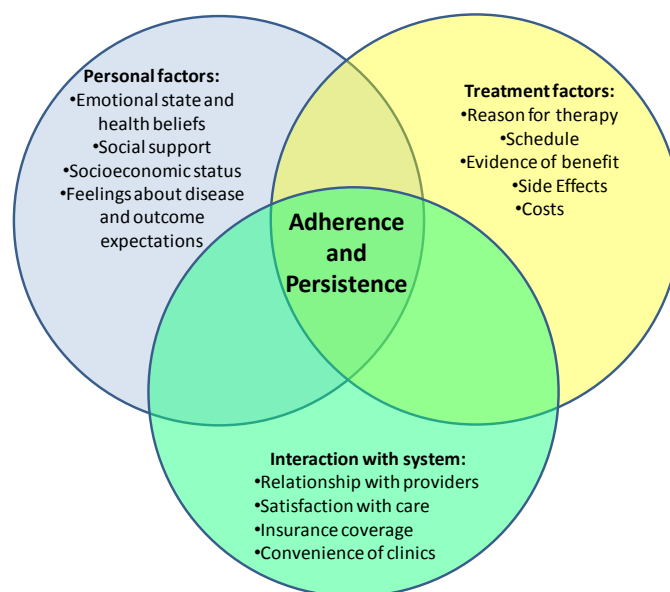 Personal factors:
•Emotional state and
health beliefs
•Social support
•Socioeconomic status
•Feelings about disease
and outcome
expectations
Treatment factors:
•Reason for therapy
•Schedule
•Evidence of benefit
•Side Effects
•Costs
Adherence
and
Persistence
Interaction with system:
•Relationship with providers
•Satisfaction with care
•Insurance coverage
•Convenience of clinics